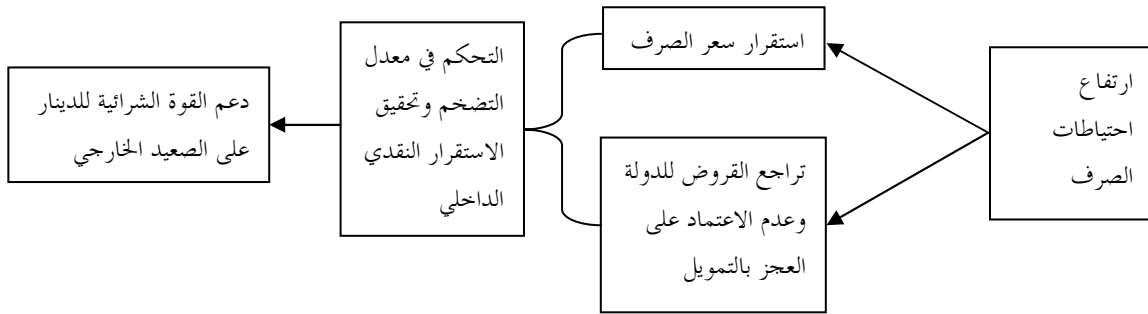 ارتفاع
احتياطات
الصرف
استقرار سعر الصرف
تراجع القروض للدولة
وعدم الاعتماد على
العجز بالتمويل
التحكم في معدل
التضخم وتحقيق
الاستقرار النقدي
الداخلي
دعم القوة الشرائية للدينار
على الصعيد الخارجي